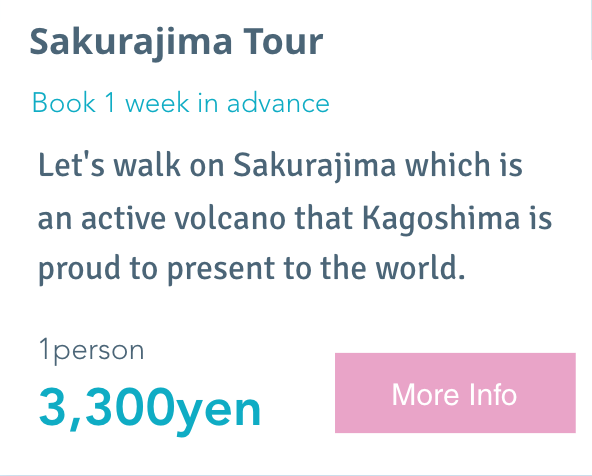 Sakurajima Tour
Book 1 week in advance
Let's walk on Sakurajima which is
an active volcano that Kagoshima is
proud to present to the world.
1person
3,300yen
More Info